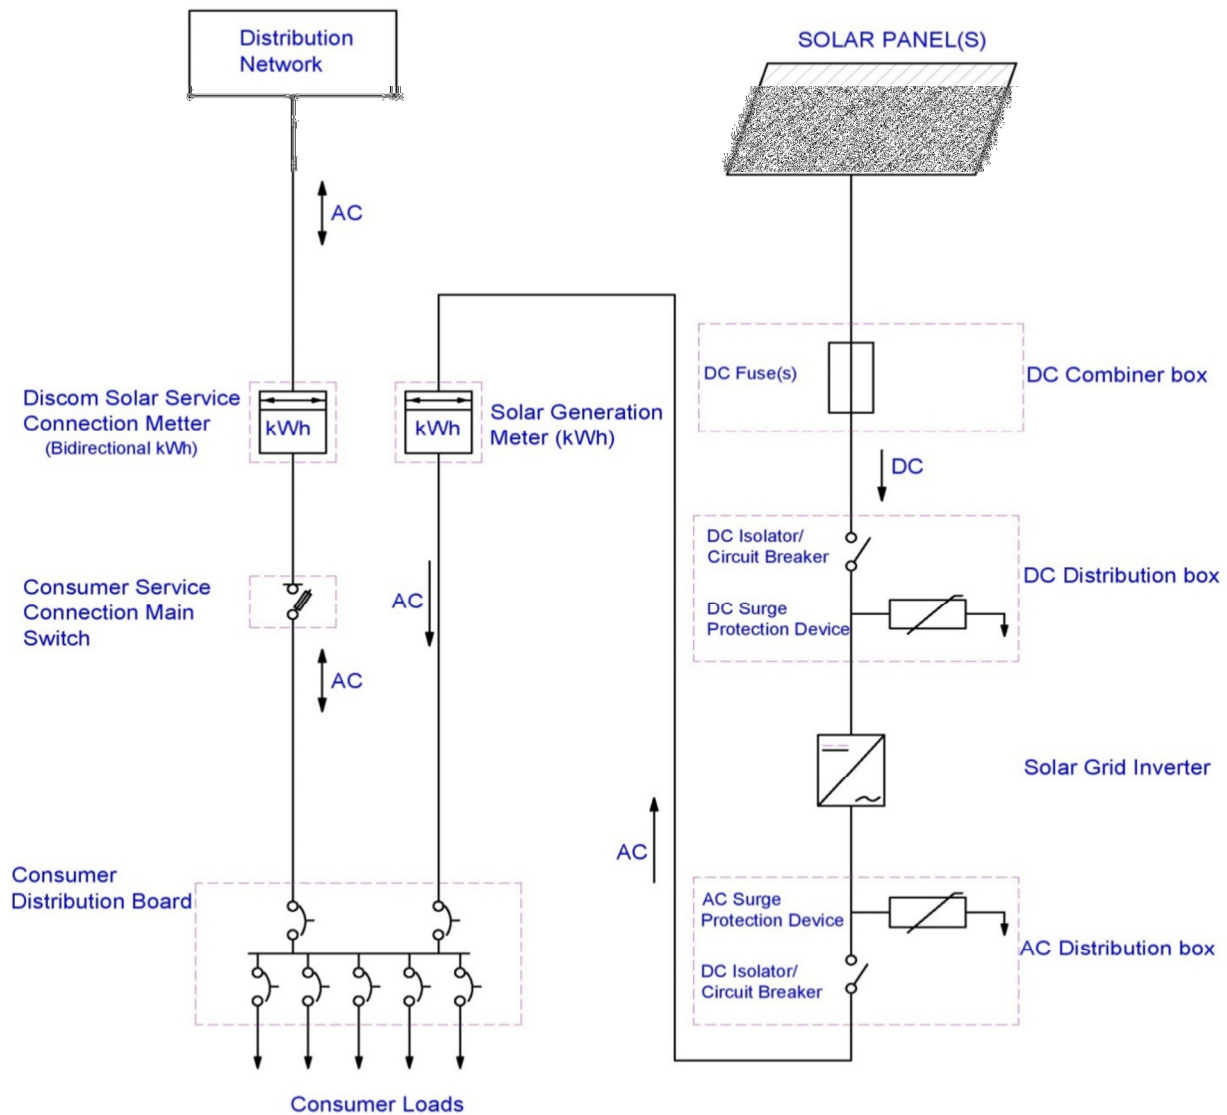 Distribution
Network
SOLAR PANEL(S)
AC
Discom Solar Service
Connection Metter
(Bidirectional kWh)
kWh
kWh
Solar Generation
Meter (kWh)
DC Fuse(s)
DC Combiner box
DC
Consumer Service
Connection Main
Switch
AC
AC
DC Isolator/
Circuit Breaker
DC Surge
Protection Device
DC Distribution box
Solar Grid Inverter
AC
Consumer
Distribution Board
AC Surge
Protection Device
DC Isolator/
Circuit Breaker
AC Distribution box
Consumer Loads